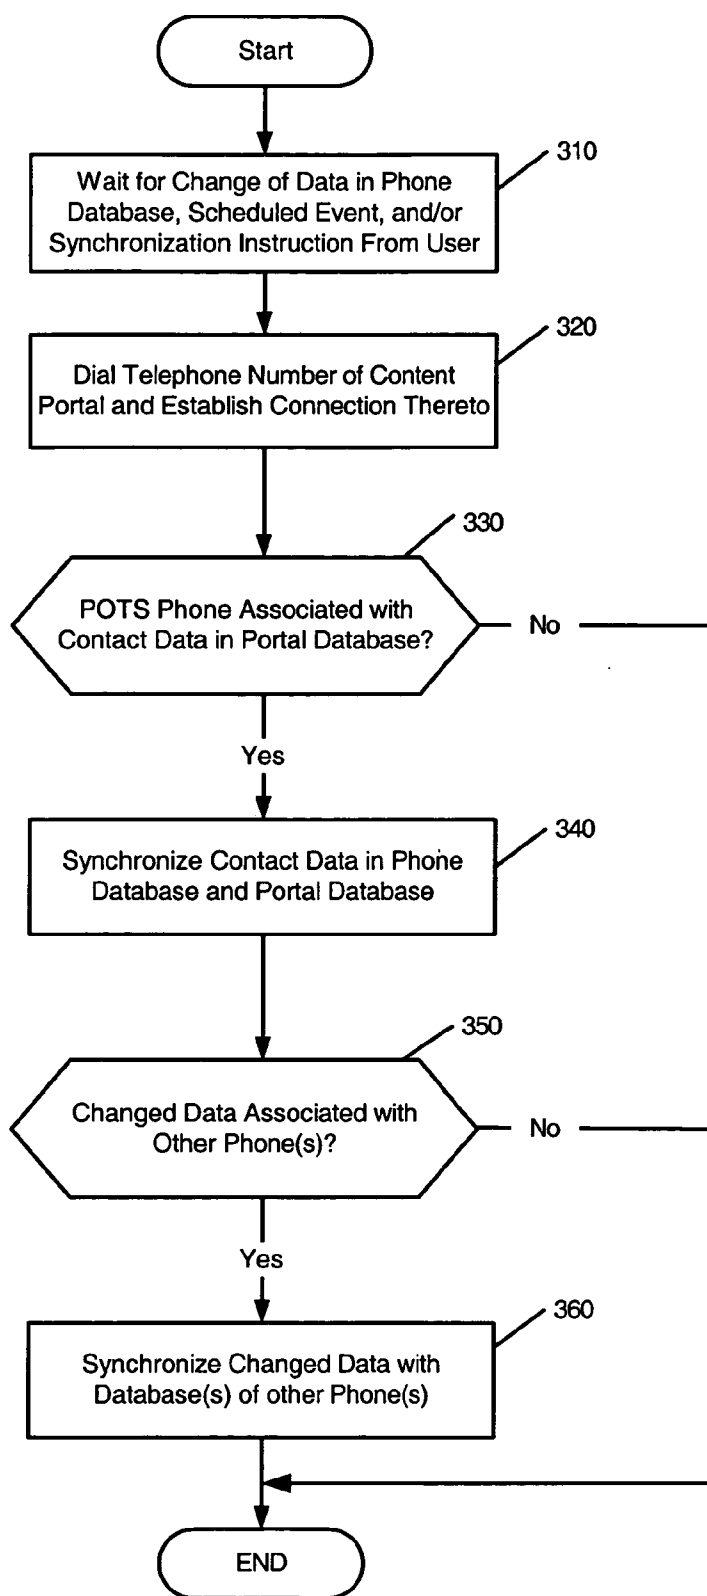 Start
310
Wait for Change of Data in Phone
Database, Scheduled Event, and/or
Synchronization Instruction From User
320
Dial Telephone Number of Content
Portal and Establish Connection Thereto
330
POTS Phone Associated with
Contact Data in Portal Database?
No
Yes
340
Synchronize Contact Data in Phone
Database and Portal Database
350
Changed Data Associated with
Other Phone(s)?
No
Yes
360
Synchronize Changed Data with
Database(s) of other Phone(s)
END